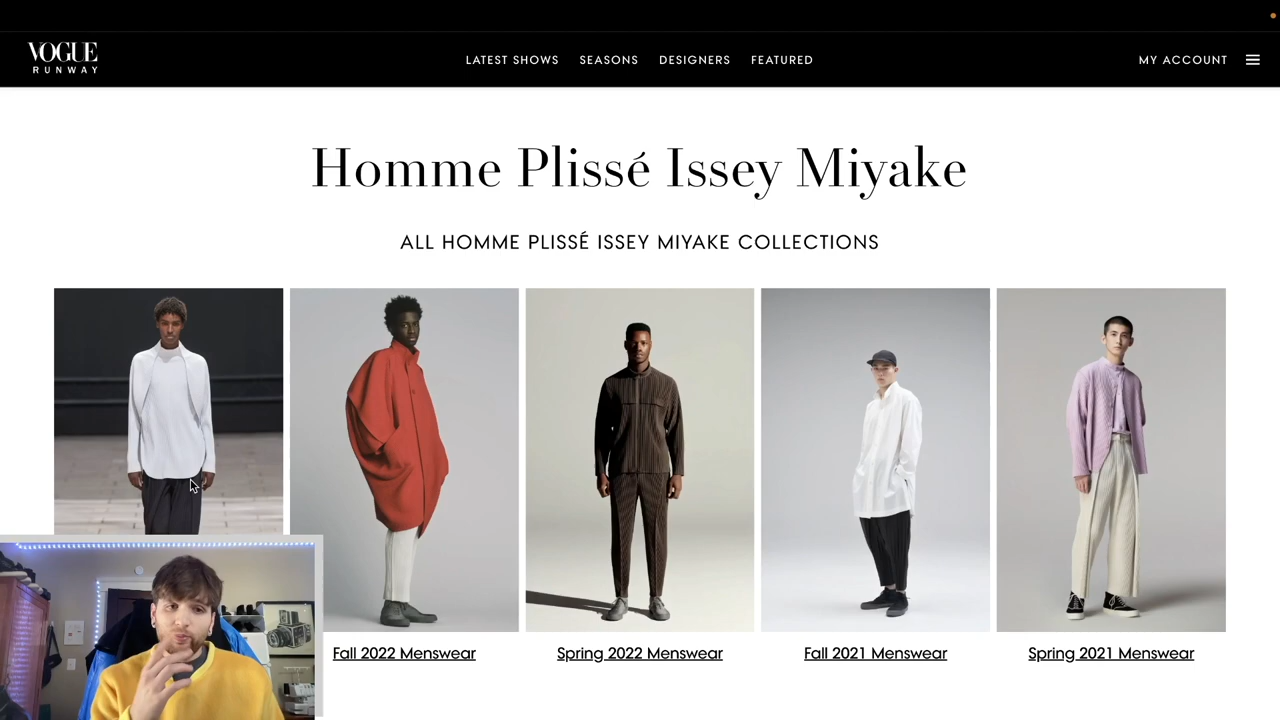 VOGUE
RUNWAY
LATEST SHOWS SEASONS DESIGNERS FEATURED
MY ACCOUNT
Homme Plissé Issey Miyake
ALL HOMME PLISSÉ ISSEY MIYAKE COLLECTIONS
Fall 2022 Menswear
Spring 2022 Menswear
Fall 2021 Menswear
Spring 2021 Menswear